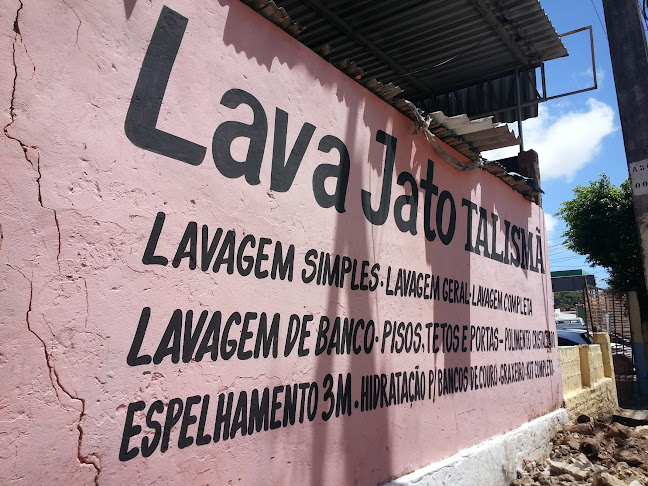 Lava Jato TALISMÃ
LAVAGEM SIMPLES. LAVAGEM GERAL. LAVAGEM COMPLETA
LAVAGEM DE BANCO. PISOS, TETOS E PORTAS - POLIMENTO
ESPELHAMENTO 3M. HIDRATAÇÃO P/ BANCOS DE COURO. GRAXEIRO. KIT COMPLETO